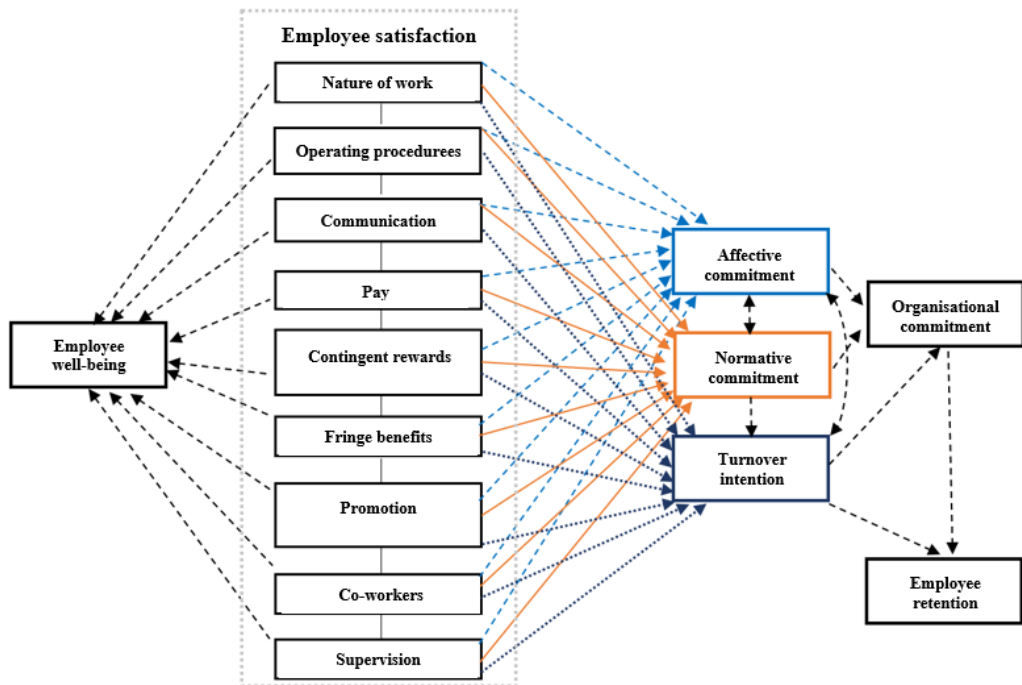 Employee satisfaction
Nature of work
Operating procedurees
Communication
Pay
Contingent rewards
Fringe benefits
Promotion
Co-workers
Supervision
Employee
well-being
Affective
commitment
Normative
commitment
Turnover
intention
Organisational
commitment
Employee
retention